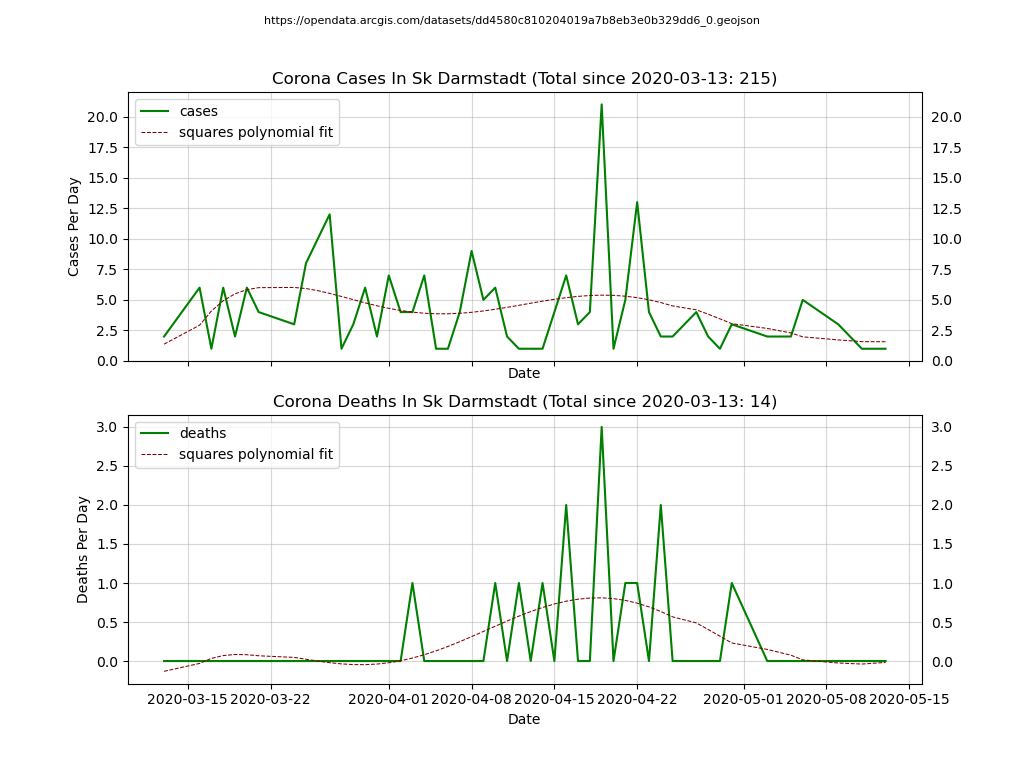 https://opendata.arcgis.com/datasets/dd4580c810204019a7b8eb3e0b329dd6_0.geojson
Corona Cases In Sk Darmstadt (Total since 2020-03-13: 215)
cases
squares polynomial fit
Cases Per Day
20.0 20.0
17.5 17.5
15.0 15.0
12.5 12.5
10.0 10.0
7.5 7.5
5.0 5.0
2.5 2.5
0.0 0.0
Date
Corona Deaths In Sk Darmstadt (Total since 2020-03-13: 14)
deaths
squares polynomial fit
Deaths Per Day
3.0 3.0
2.5 2.5
2.0 2.0
1.5 1.5
1.0 1.0
0.5 0.5
0.0 0.0
2020-03-15 2020-03-22 2020-04-01 2020-04-08 2020-04-15 2020-04-22 2020-05-01 2020-05-08 2020-05-15
Date